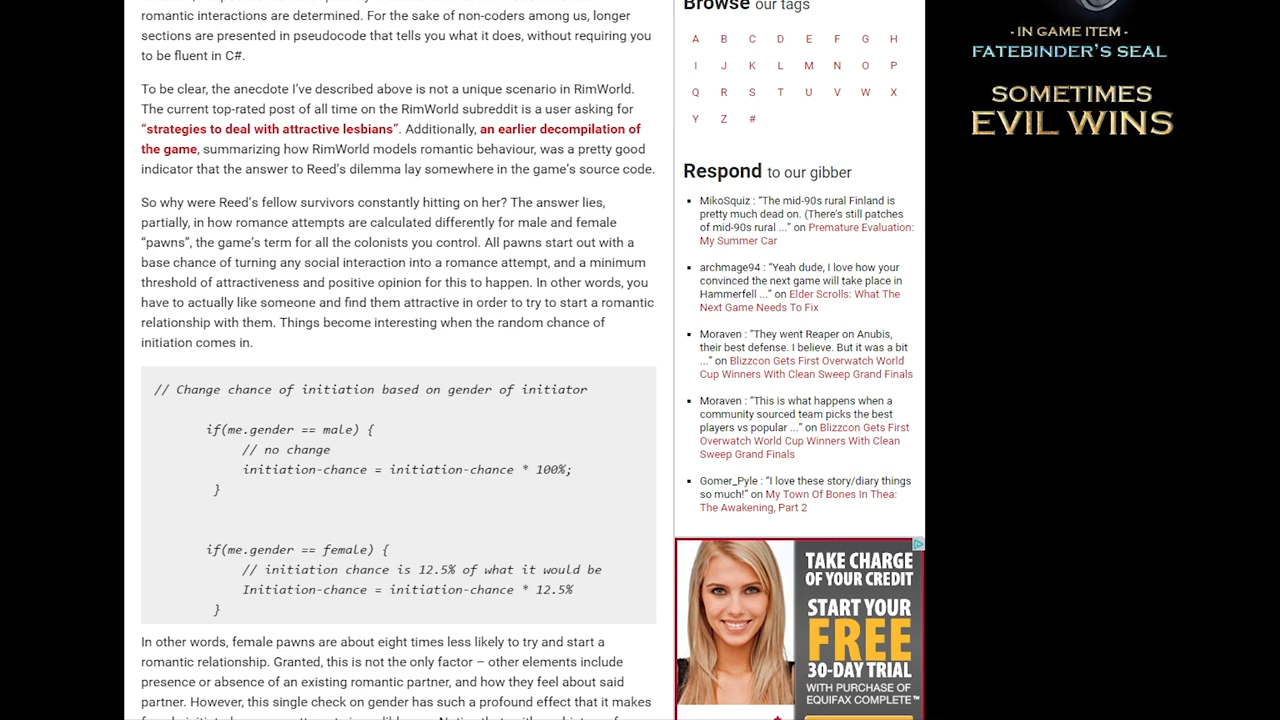 romantic interactions are determined. For the sake of non-coders among us, longer
sections are presented in pseudocode that tells you what it does, without requiring you
to be fluent in C#.
To be clear, the anecdote I've described above is not a unique scenario in RimWorld.
The current top-rated post of all time on the RimWorld subreddit is a user asking for
“strategies to deal with attractive lesbians”. Additionally, an earlier decompilation of
the game, summarizing how RimWorld models romantic behaviour, was a pretty good
indicator that the answer to Reed's dilemma lay somewhere in the game's source code.
So why were Reed's fellow survivors constantly hitting on her? The answer lies,
partially, in how romance attempts are calculated differently for male and female
“pawns”, the game's term for all the colonists you control. All pawns start out with a
base chance of turning any social interaction into a romance attempt, and a minimum
threshold of attractiveness and positive opinion for this to happen. In other words, you
have to actually like someone and find them attractive in order to try to start a romantic
relationship with them. Things become interesting when the random chance of
initiation comes in.
// Change chance of initiation based on gender of initiator
if(me.gender == male) {
// no change
initiation-chance = initiation-chance * 100%;
}
if(me.gender == female) {
// initiation chance is 12.5% of what it would be
Initiation-chance = initiation-chance * 12.5%
}
In other words, female pawns are about eight times less likely to try and start a
romantic relationship. Granted, this is not the only factor – other elements include
presence or absence of an existing romantic partner, and how they feel about said
partner. However, this single check on gender has such a profound effect that it makes
Browse our tags
A B C D E F G H
I J K L M N O P
Q R S T U V W X
Y Z #
Respond to our gibber
MikoSquiz : “The mid-90s rural Finland is
pretty much dead on. (There's still patches
of mid-90s rural ...” on Premature Evaluation:
My Summer Car
archmage94 : “Yeah dude, I love how your
convinced the next game will take place in
Hammerfell ...” on Elder Scrolls: What The
Next Game Needs To Fix
Moraven : “They went Reaper on Anubis,
their best defense. I believe. But it was a bit
...” on Blizzcon Gets First Overwatch World
Cup Winners With Clean Sweep Grand Finals
Moraven : “This is what happens when a
community sourced team picks the best
players vs popular ...” on Blizzcon Gets First
Overwatch World Cup Winners With Clean
Sweep Grand Finals
Gomer_Pyle : “I love these story/diary things
so much!” on My Town Of Bones In Thea:
The Awakening, Part 2
TAKE CHARGE
OF YOUR CREDIT
START YOUR
FREE
30-DAY TRIAL
WITH PURCHASE OF
EQUIFAX COMPLETE™
- IN GAME ITEM -
FATEBINDER'S SEAL
SOMETIMES
EVIL WINS